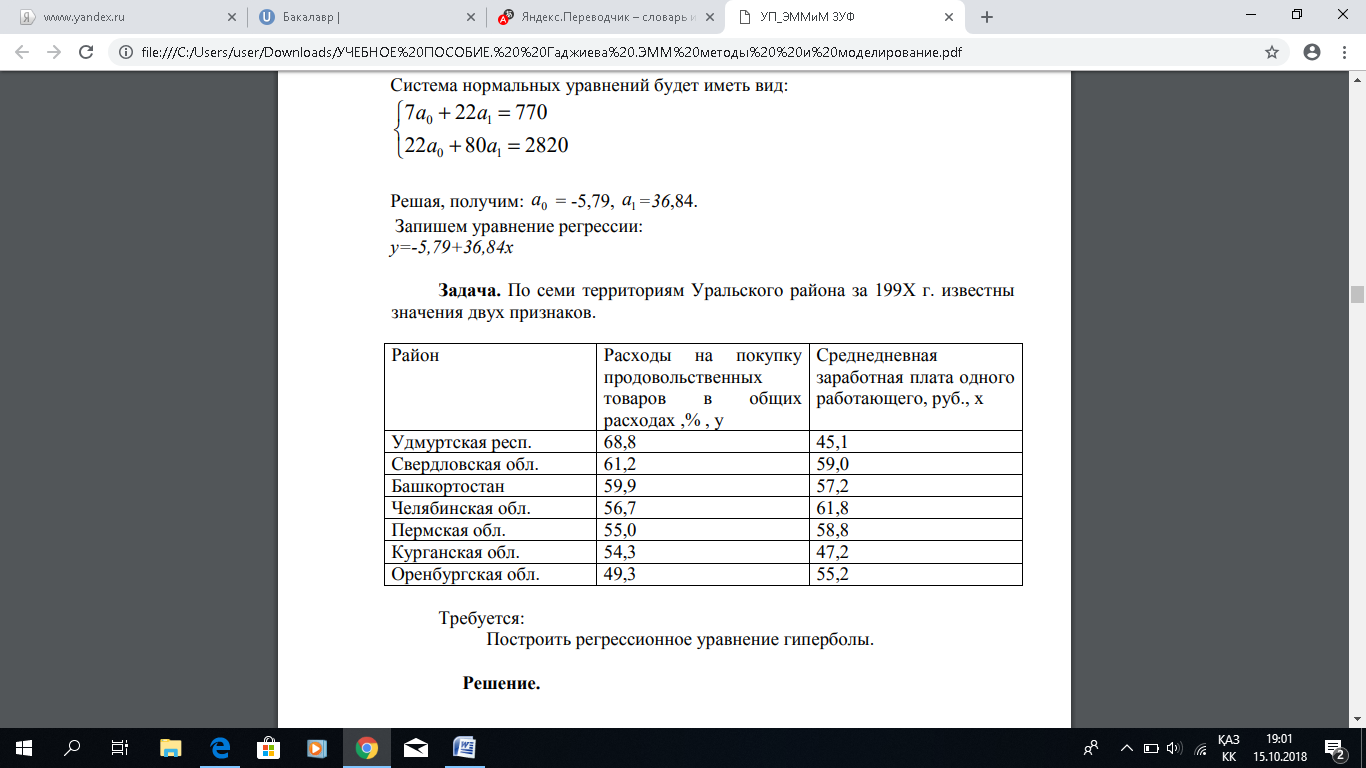 www.yandex.ru
Бакалавр |
Яндекс.Переводчик – словарь и
УП_ЭММиМ ЗУФ
file:///C:/Users/user/Downloads/УЧЕБНОЕ%20ПОСОБИЕ.%20%20Гаджиева%20.ЭММ%20методы%20%20и%20моделирование.pdf
Система нормальных уравнений будет иметь вид:
7a₀ + 22a₁ = 770
22a₀ + 80a₁ = 2820
Решая, получим: a₀ = -5,79, a₁=36,84.
Запишем уравнение регрессии:
y=-5,79+36,84x
Задача. По семи территориям Уральского района за 199Х г. известны
значения двух признаков.
Район
Расходы на покупку
продовольственных
товаров в общих
расходах ,% , у
Среднедневная
заработная плата одного
работающего, руб., х
Удмуртская респ. 68,8 45,1
Свердловская обл. 61,2 59,0
Башкортостан 59,9 57,2
Челябинская обл. 56,7 61,8
Пермская обл. 55,0 58,8
Курганская обл. 54,3 47,2
Оренбургская обл. 49,3 55,2
Требуется:
Построить регрессионное уравнение гиперболы.
Решение.
ҚАЗ
КК
19:01
15.10.2018
2